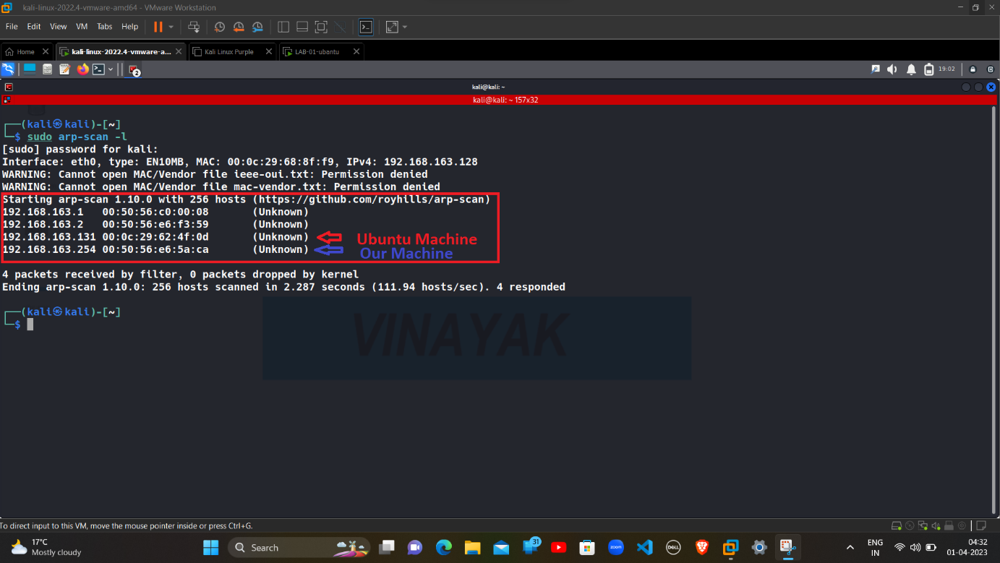 kali-linux-2022.4-vmware-amd64 - VMware Workstation
File Edit View VM Tabs Help
Home kali-linux-2022.4-vmware-a... Kali Linux Purple LAB-01-ubantu
2 19:02
kali@kali: ~
kali@kali: ~ 157x32
┌──(kali㉿kali)-[~]
└─$ sudo arp-scan -l
[sudo] password for kali:
Interface: eth0, type: EN10MB, MAC: 00:0c:29:68:8f:f9, IPv4: 192.168.163.128
WARNING: Cannot open MAC/Vendor file ieee-oui.txt: Permission denied
WARNING: Cannot open MAC/Vendor file mac-vendor.txt: Permission denied
Starting arp-scan 1.10.0 with 256 hosts (https://github.com/royhills/arp-scan)
192.168.163.1 00:50:56:c0:00:08 (Unknown)
192.168.163.2 00:50:56:e6:f3:59 (Unknown)
192.168.163.131 00:0c:29:62:4f:0d (Unknown) Ubuntu Machine
192.168.163.254 00:50:56:e6:5a:ca (Unknown) Our Machine
4 packets received by filter, 0 packets dropped by kernel
Ending arp-scan 1.10.0: 256 hosts scanned in 2.287 seconds (111.94 hosts/sec). 4 responded
┌──(kali㉿kali)-[~]
└─$
VINAYAK
To direct input to this VM, move the mouse pointer inside or press Ctrl+G.
17°C
Mostly cloudy
Search
31
zoom
DELL
ENG
IN
04:32
01-04-2023